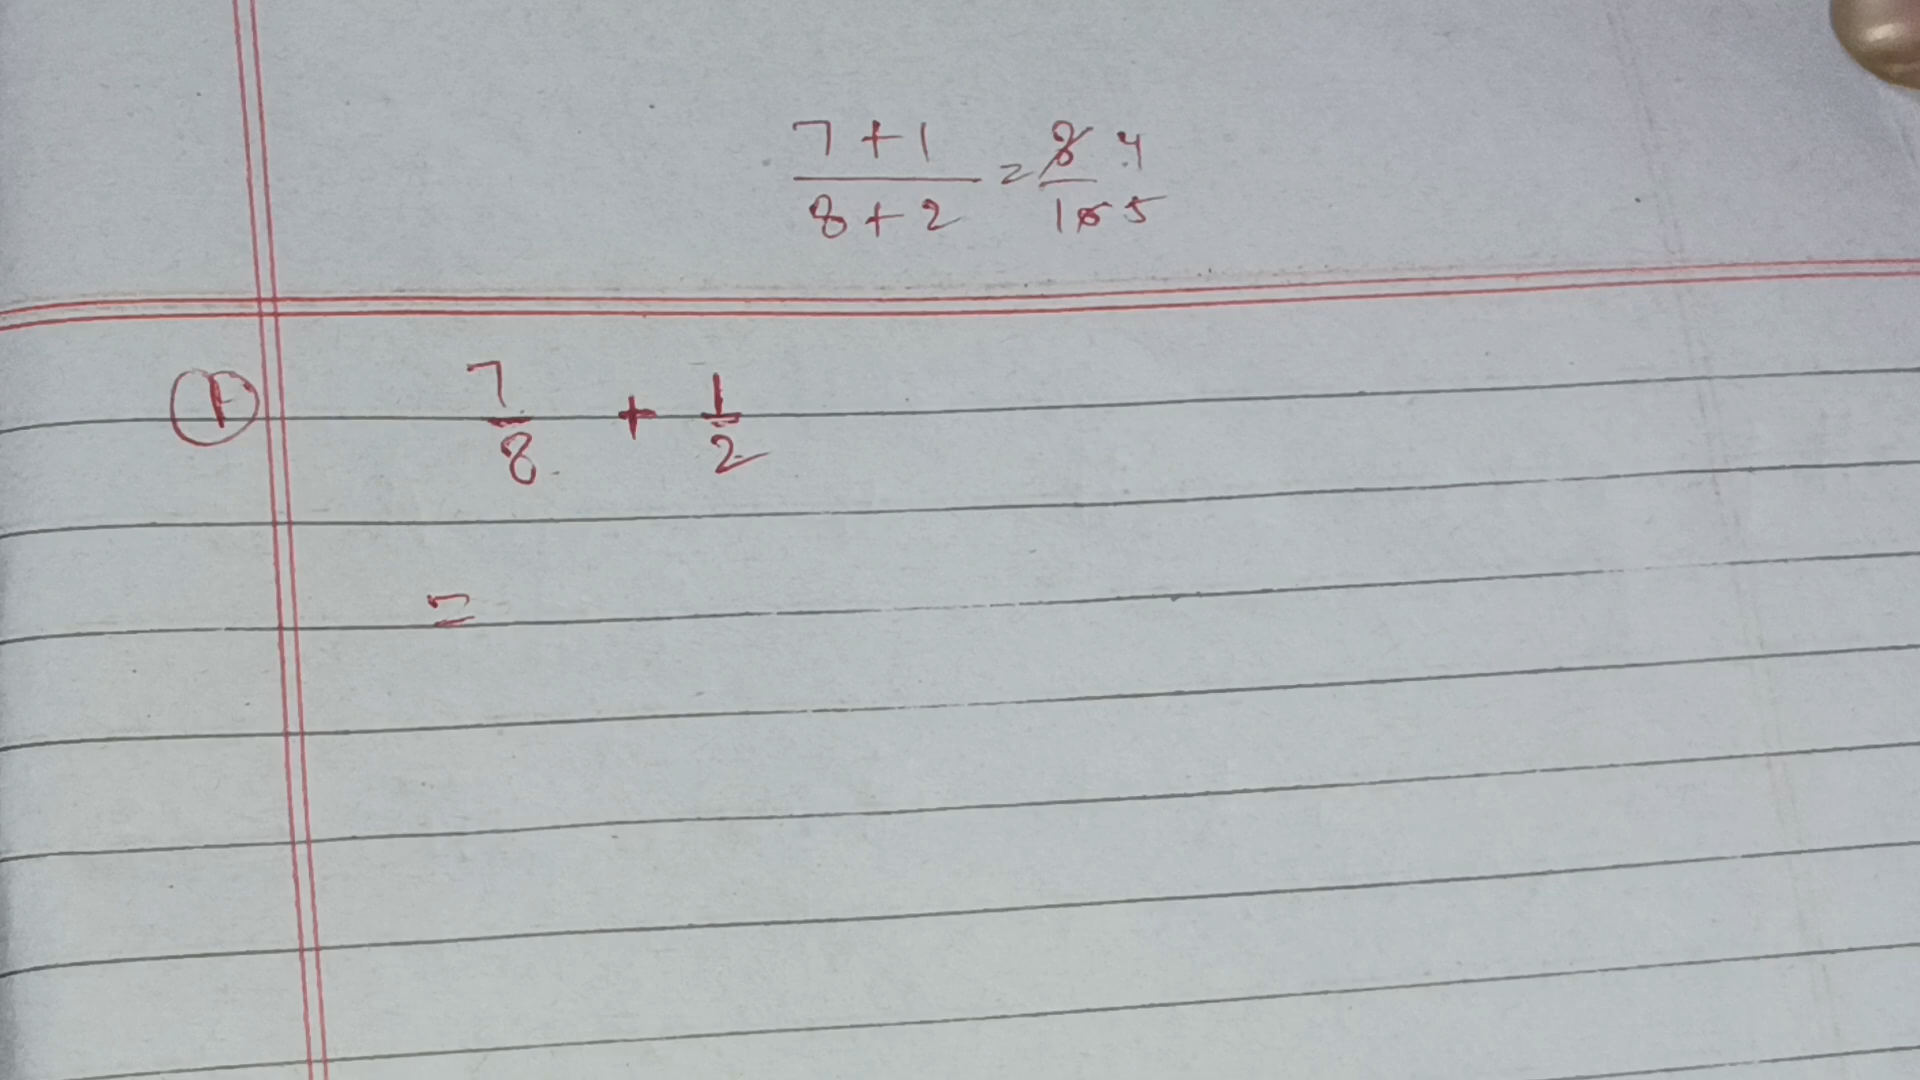 7 + 1 / 8 + 2 = 8 4 / 10 5
① 7/8 + 1/2
=